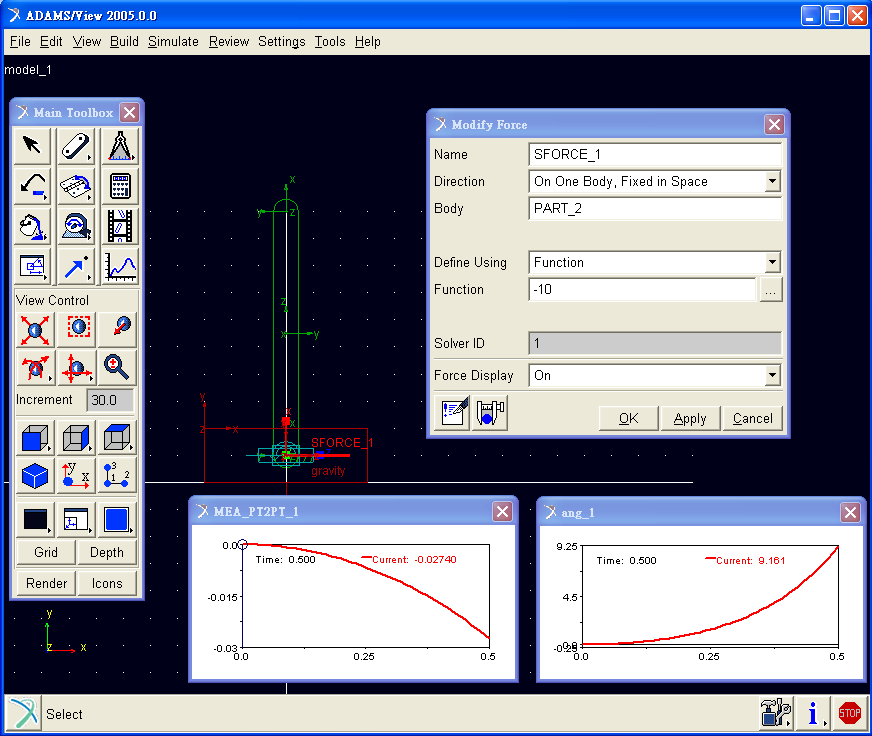 ADAMS/View 2005.0.0
File Edit View Build Simulate Review Settings Tools Help
model_1
Main Toolbox
View Control
Increment 30.0
Grid Depth
Render Icons
x
y z
z
x y
y
z x
x
x
SFORCE_1
gravity
Modify Force
Name SFORCE_1
Direction On One Body, Fixed in Space
Body PART_2
Define Using Function
Function -10 ...
Solver ID 1
Force Display On
OK Apply Cancel
MEA_PT2PT_1
Time: 0.500 Current: -0.02740
0.0
-0.015
-0.03
0.0 0.25 0.5
ang_1
Time: 0.500 Current: 9.161
9.25
4.5
0.0
-0.25
0.0 0.25 0.5
y
z x
Select
STOP